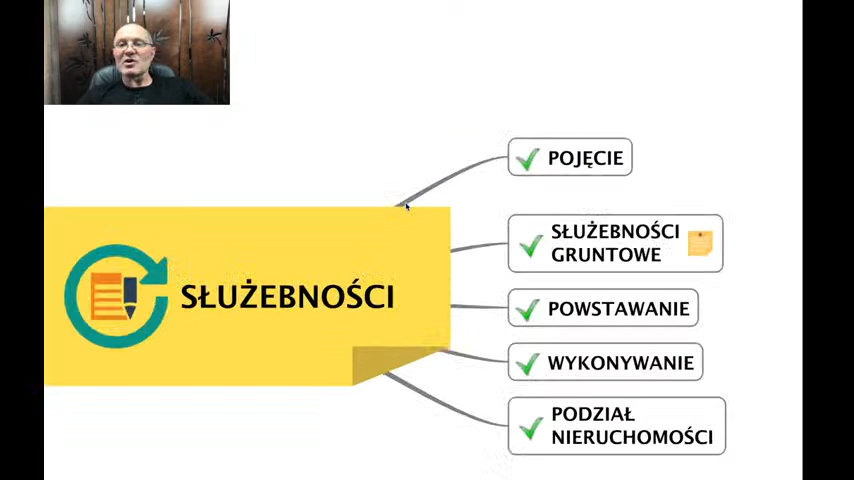 POJĘCIE
SŁUŻEBNOŚCI
GRUNTOWE
SŁUŻEBNOŚCI
POWSTAWANIE
WYKONYWANIE
PODZIAŁ
NIERUCHOMOŚCI